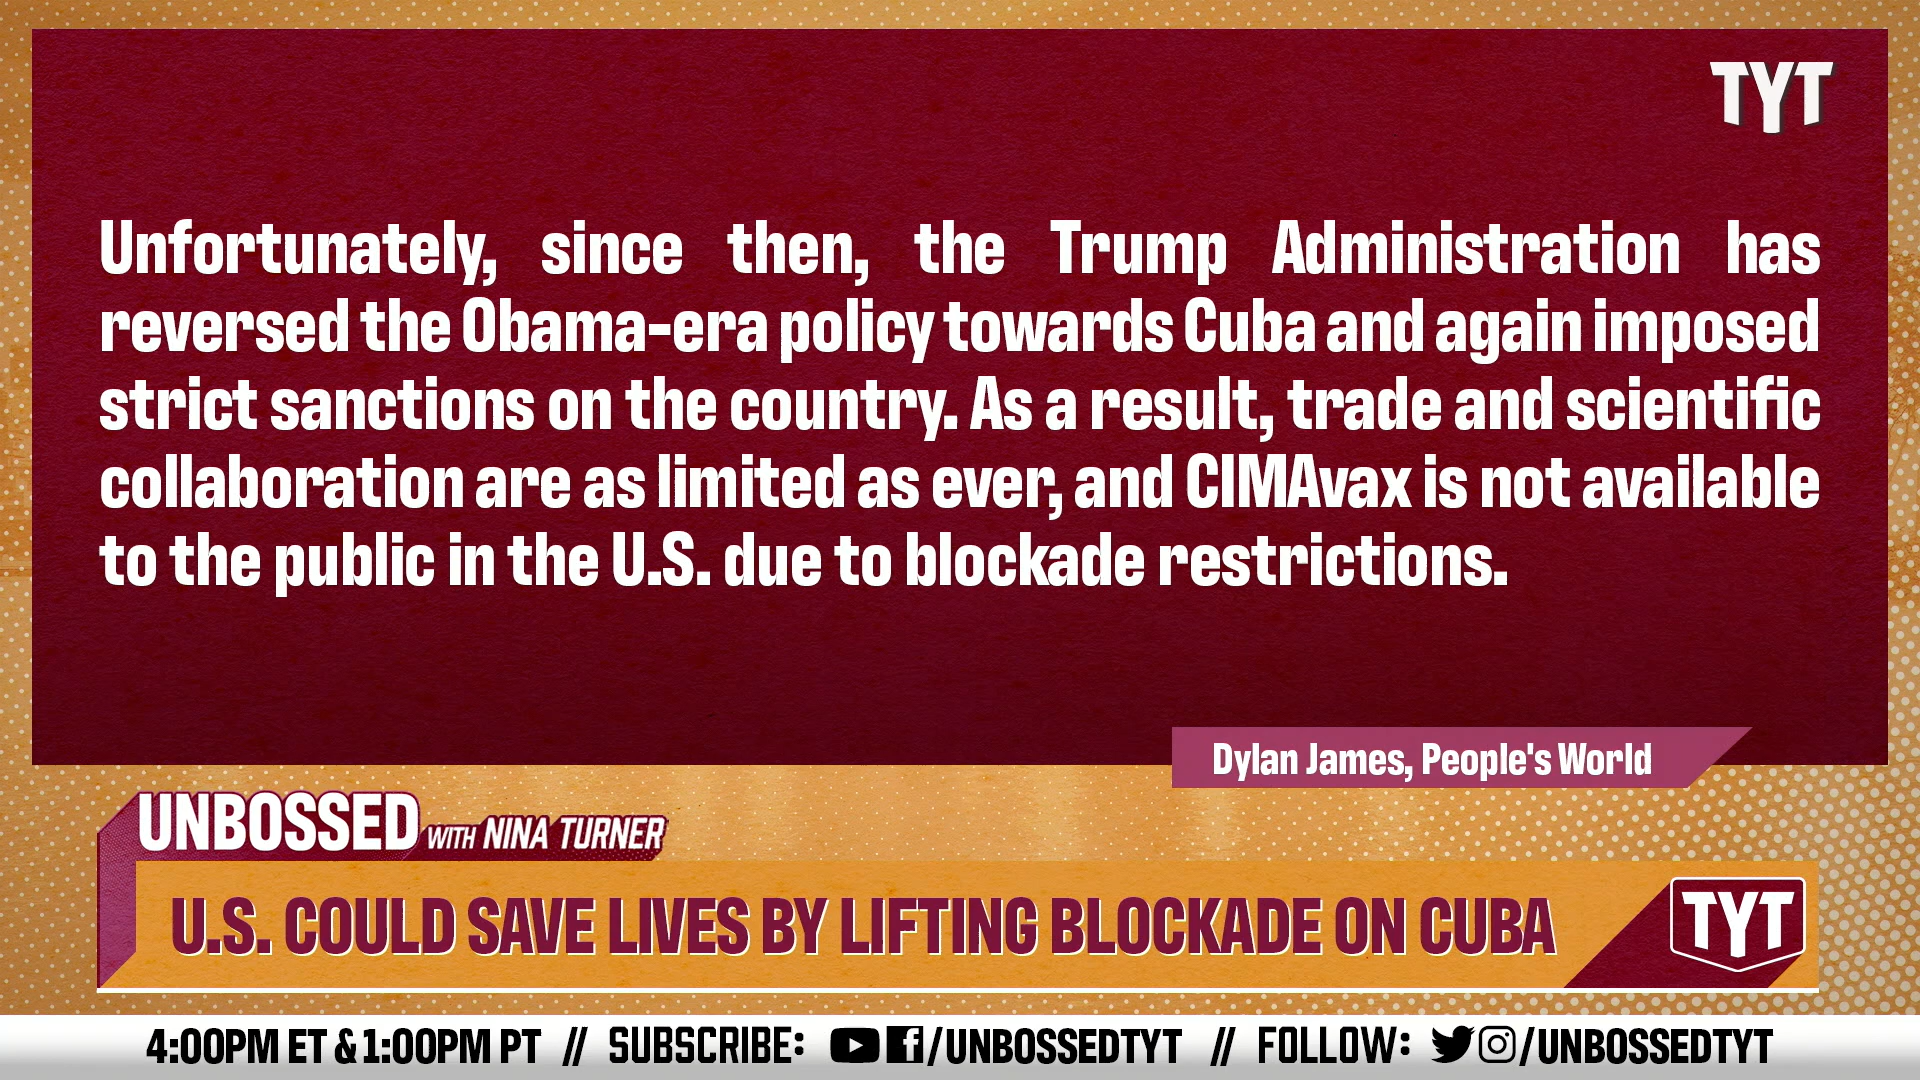 TYT
Unfortunately, since then, the Trump Administration has
reversed the Obama-era policy towards Cuba and again imposed
strict sanctions on the country. As a result, trade and scientific
collaboration are as limited as ever, and CIMAvax is not available
to the public in the U.S. due to blockade restrictions.
Dylan James, People's World
UNBOSSED WITH NINA TURNER
U.S. COULD SAVE LIVES BY LIFTING BLOCKADE ON CUBA
TYT
4:00PM ET & 1:00PM PT // SUBSCRIBE: /UNBOSSEDTYT // FOLLOW: /UNBOSSEDTYT